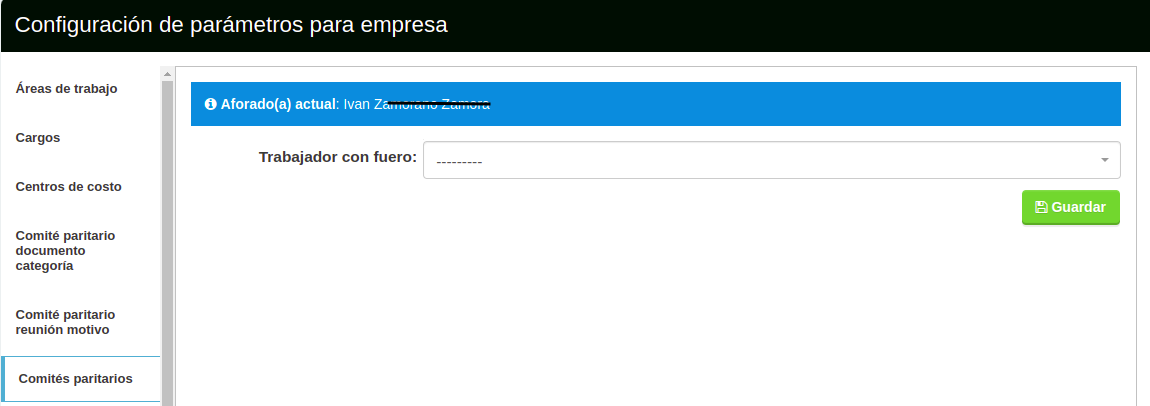 Configuración de parámetros para empresa
Áreas de trabajo
Cargos
Centros de costo
Comité paritario
documento
categoría
Comité paritario
reunión motivo
Comités paritarios
Aforado(a) actual: Ivan Zamorano Zamora
Trabajador con fuero:
---------
Guardar